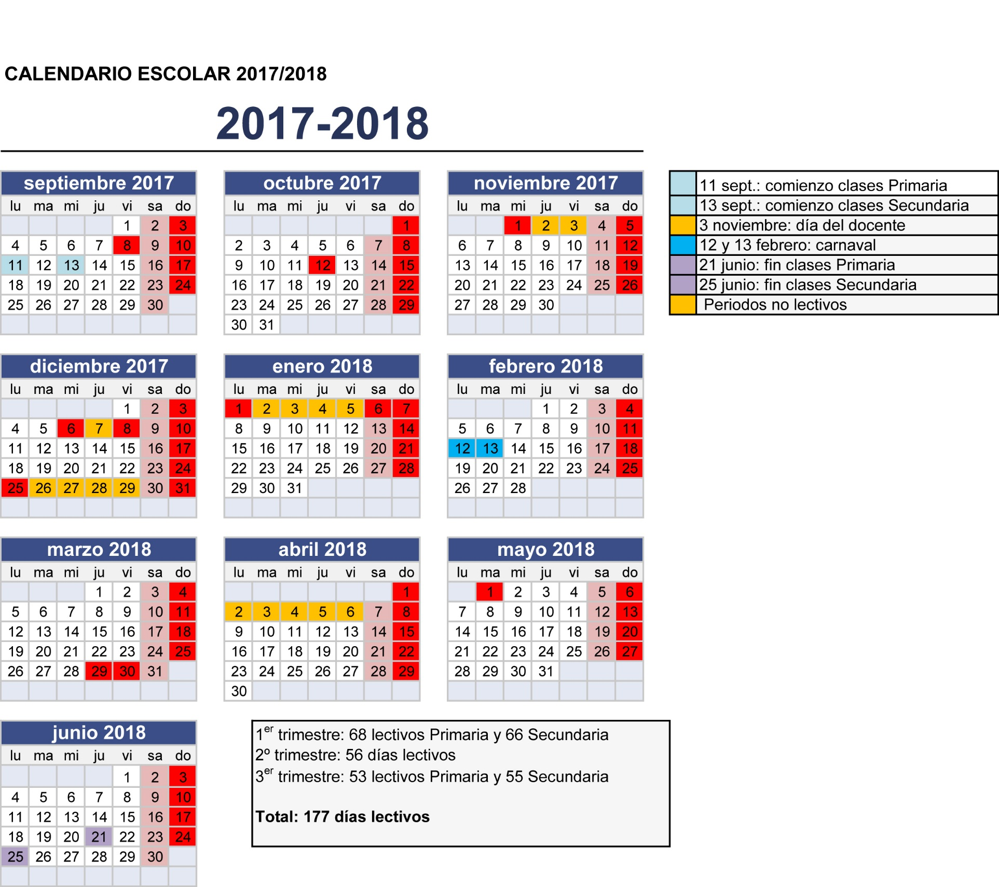 CALENDARIO ESCOLAR 2017/2018
2017-2018
septiembre 2017
lu ma mi ju vi sa do
1 2 3
4 5 6 7 8 9 10
11 12 13 14 15 16 17
18 19 20 21 22 23 24
25 26 27 28 29 30
octubre 2017
lu ma mi ju vi sa do
1
2 3 4 5 6 7 8
9 10 11 12 13 14 15
16 17 18 19 20 21 22
23 24 25 26 27 28 29
30 31
noviembre 2017
lu ma mi ju vi sa do
1 2 3 4 5
6 7 8 9 10 11 12
13 14 15 16 17 18 19
20 21 22 23 24 25 26
27 28 29 30
11 sept.: comienzo clases Primaria
13 sept.: comienzo clases Secundaria
3 noviembre: día del docente
12 y 13 febrero: carnaval
21 junio: fin clases Primaria
25 junio: fin clases Secundaria
Periodos no lectivos
diciembre 2017
lu ma mi ju vi sa do
1 2 3
4 5 6 7 8 9 10
11 12 13 14 15 16 17
18 19 20 21 22 23 24
25 26 27 28 29 30 31
enero 2018
lu ma mi ju vi sa do
1 2 3 4 5 6 7
8 9 10 11 12 13 14
15 16 17 18 19 20 21
22 23 24 25 26 27 28
29 30 31
febrero 2018
lu ma mi ju vi sa do
1 2 3 4
5 6 7 8 9 10 11
12 13 14 15 16 17 18
19 20 21 22 23 24 25
26 27 28
marzo 2018
lu ma mi ju vi sa do
1 2 3 4
5 6 7 8 9 10 11
12 13 14 15 16 17 18
19 20 21 22 23 24 25
26 27 28 29 30 31
abril 2018
lu ma mi ju vi sa do
1
2 3 4 5 6 7 8
9 10 11 12 13 14 15
16 17 18 19 20 21 22
23 24 25 26 27 28 29
30
mayo 2018
lu ma mi ju vi sa do
1 2 3 4 5 6
7 8 9 10 11 12 13
14 15 16 17 18 19 20
21 22 23 24 25 26 27
28 29 30 31
junio 2018
lu ma mi ju vi sa do
1 2 3
4 5 6 7 8 9 10
11 12 13 14 15 16 17
18 19 20 21 22 23 24
25 26 27 28 29 30
1er trimestre: 68 lectivos Primaria y 66 Secundaria
2º trimestre: 56 días lectivos
3er trimestre: 53 lectivos Primaria y 55 Secundaria
Total: 177 días lectivos